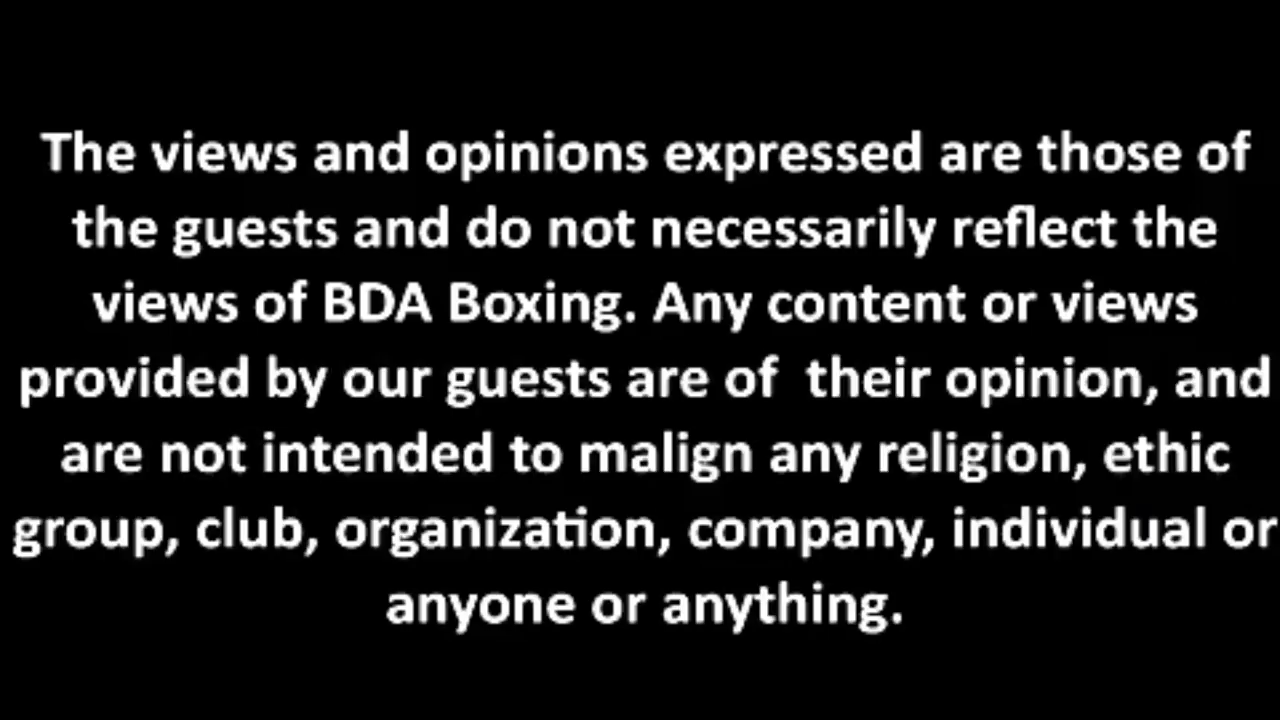 The views and opinions expressed are those of
the guests and do not necessarily reflect the
views of BDA Boxing. Any content or views
provided by our guests are of  their opinion, and
are not intended to malign any religion, ethic
group, club, organization, company, individual or
anyone or anything.